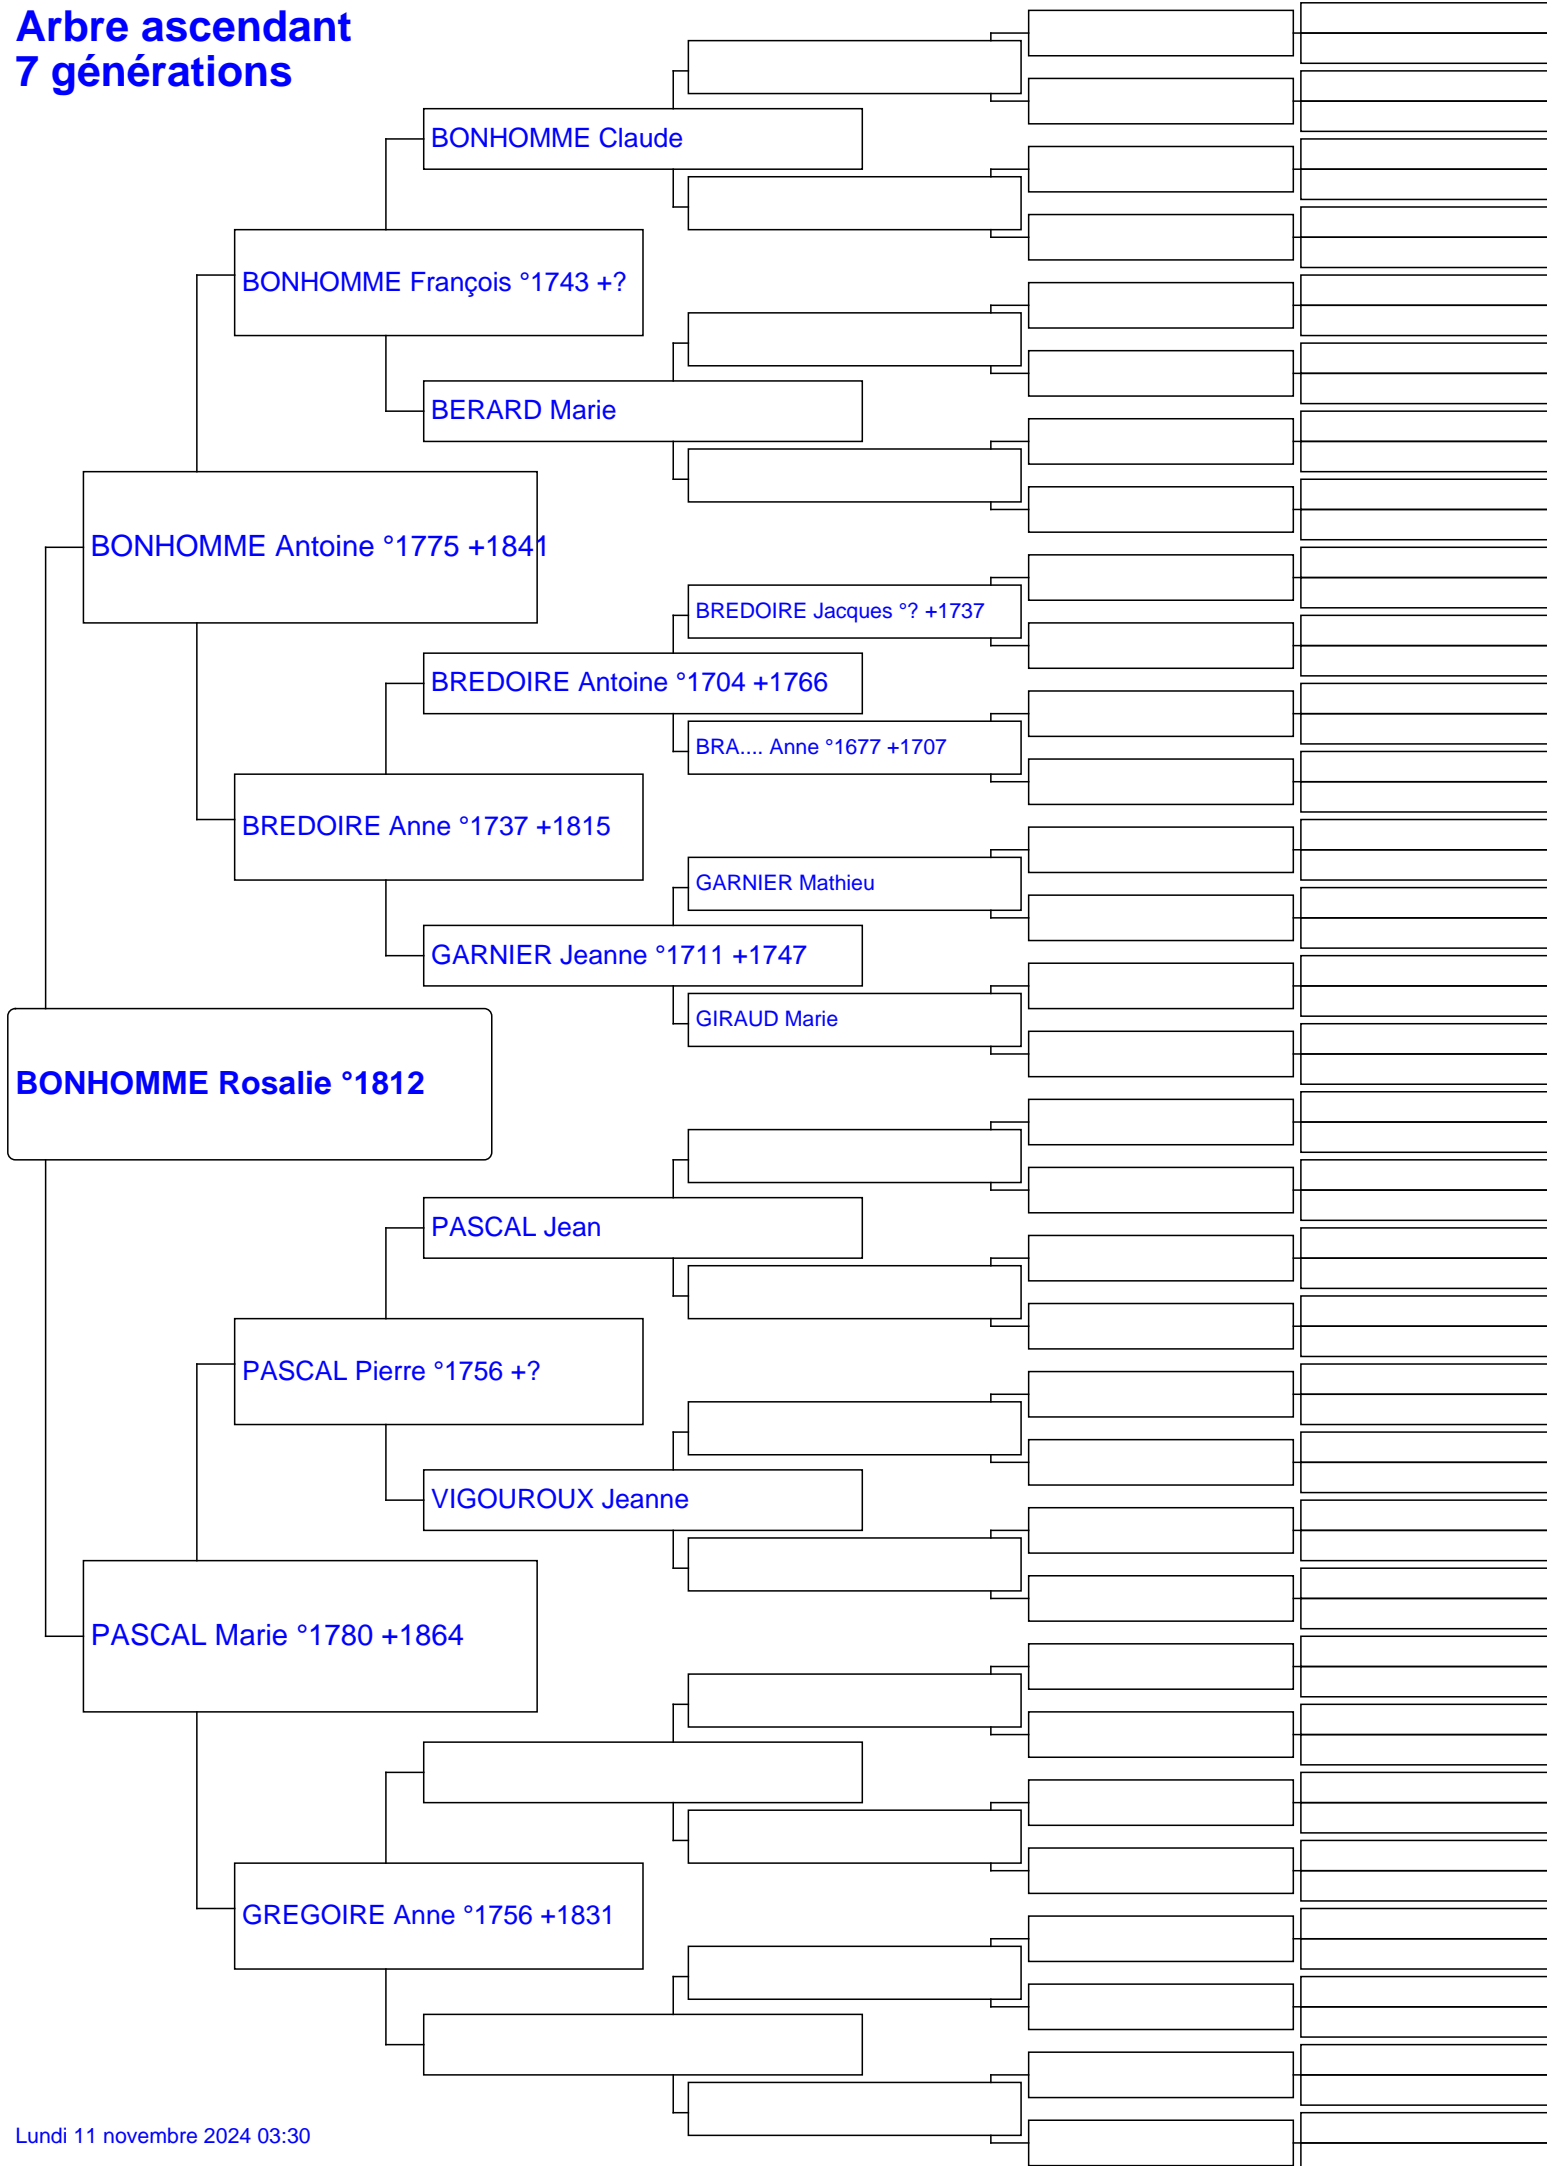 Arbre ascendant
7 générations
BONHOMME Claude
BONHOMME François °1743 +?
BERARD Marie
BONHOMME Antoine °1775 +1841
BREDOIRE Jacques °? +1737
BREDOIRE Antoine °1704 +1766
BRA.... Anne °1677 +1707
BREDOIRE Anne °1737 +1815
GARNIER Mathieu
GARNIER Jeanne °1711 +1747
GIRAUD Marie
BONHOMME Rosalie °1812
PASCAL Jean
PASCAL Pierre °1756 +?
VIGOUROUX Jeanne
PASCAL Marie °1780 +1864
GREGOIRE Anne °1756 +1831
Lundi 11 novembre 2024 03:30